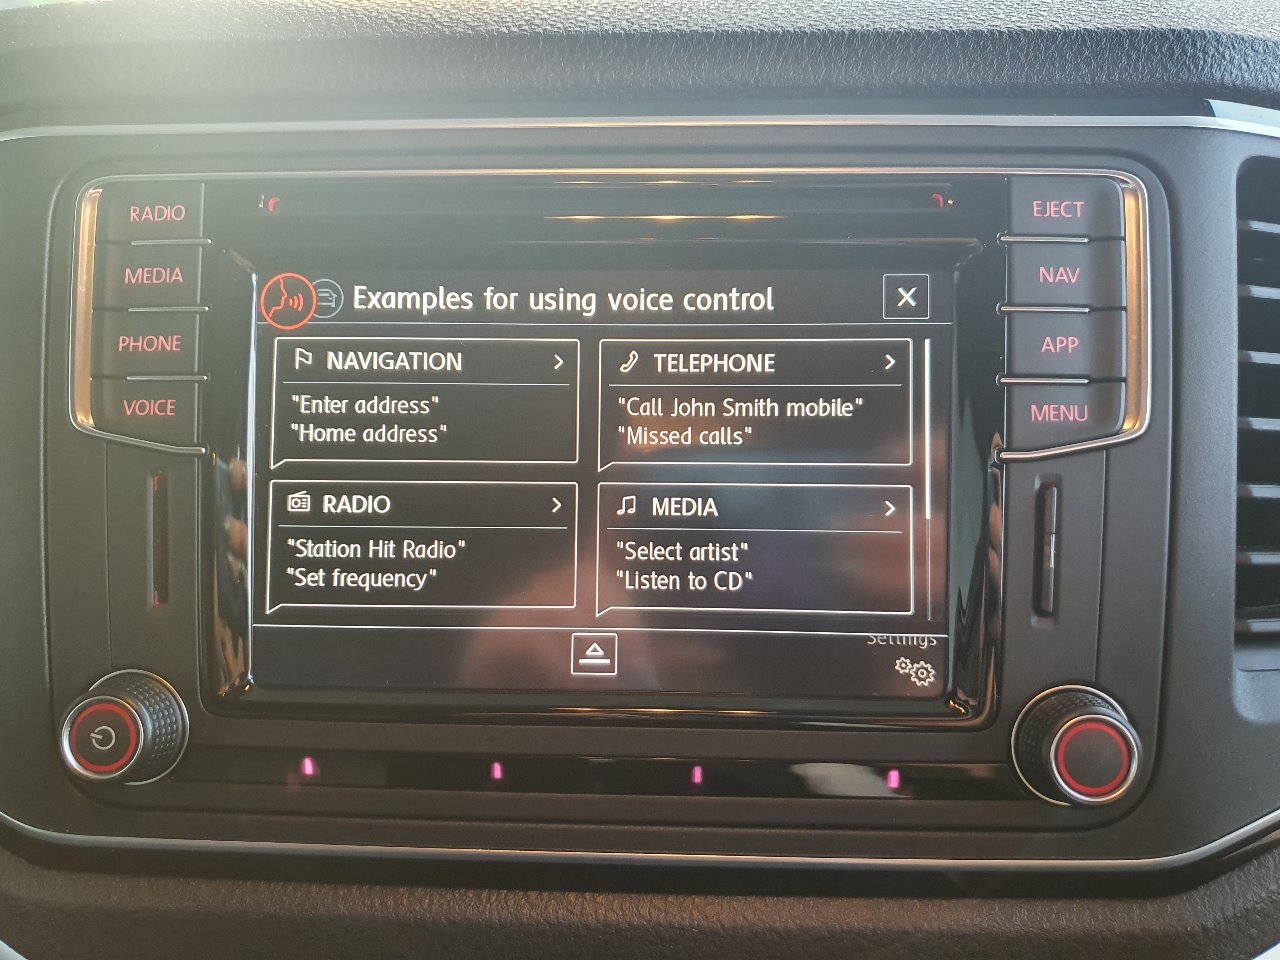 RADIO
MEDIA
PHONE
VOICE
EJECT
NAV
APP
MENU
Examples for using voice control
NAVIGATION
"Enter address"
"Home address"
TELEPHONE
"Call John Smith mobile"
"Missed calls"
RADIO
"Station Hit Radio"
"Set frequency"
MEDIA
"Select artist"
"Listen to CD"
Settings